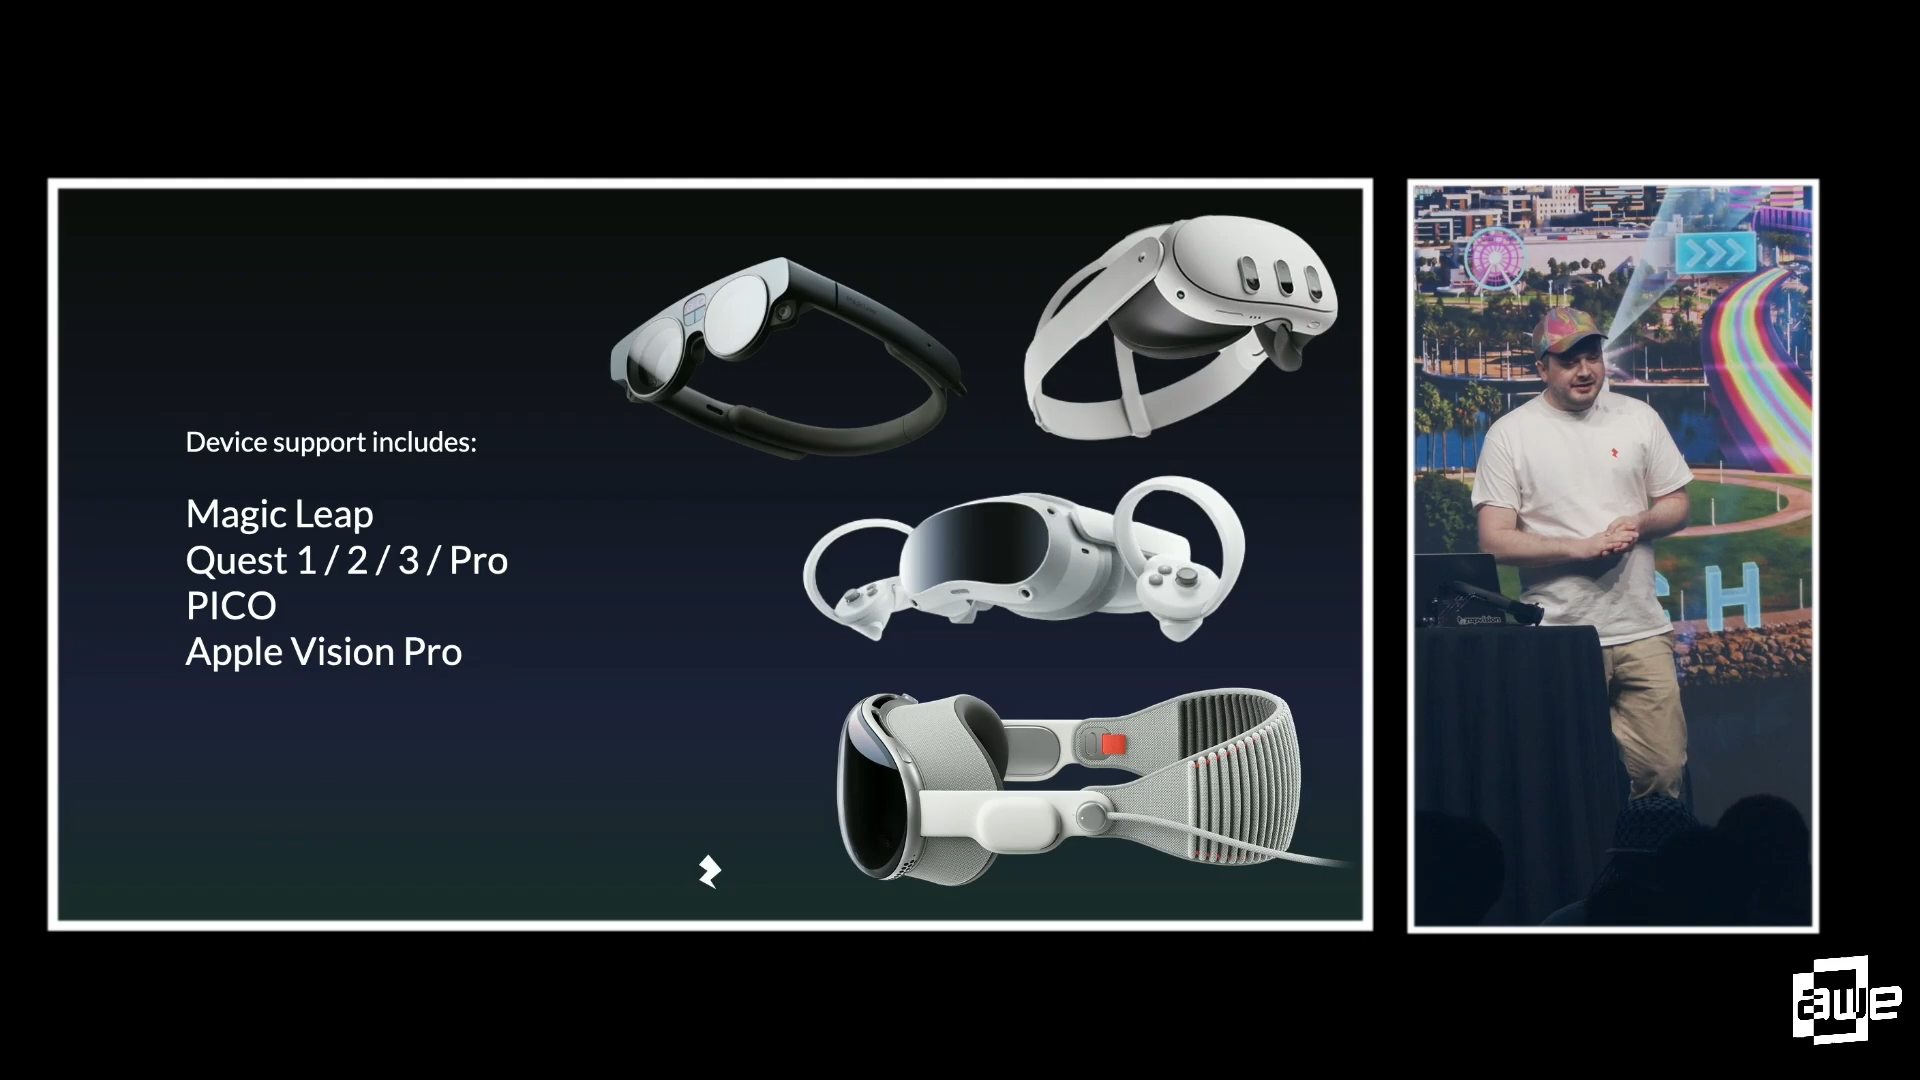 Device support includes:
Magic Leap
Quest 1 / 2 / 3 / Pro
PICO
Apple Vision Pro
H
awe